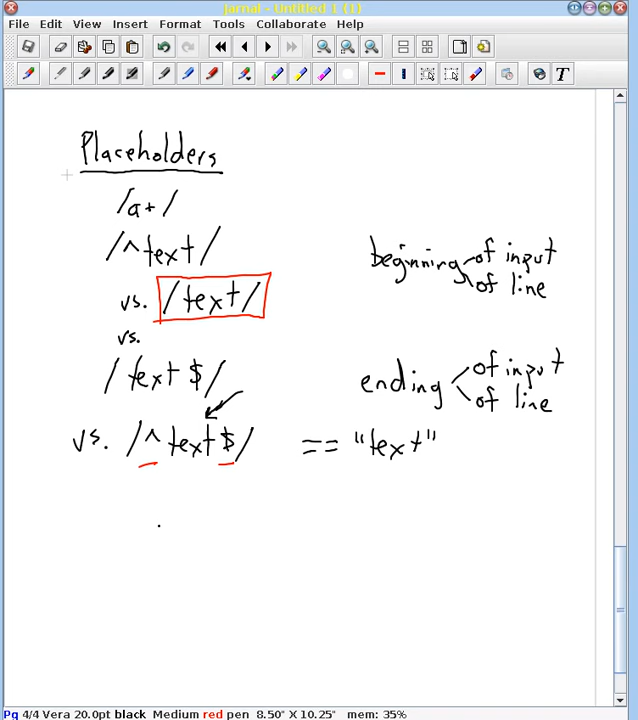 Jarnal - Untitled 1 (1)
File Edit View Insert Format Tools Collaborate Help
T
Placeholders
/a+/
/^text/
beginning of input
of line
vs. /text/
vs.
/text $/
ending of input
of line
vs. /^text$/ == "text"
Pg 4/4 Vera 20.0pt black Medium red pen 8.50" X 10.25" mem: 35%